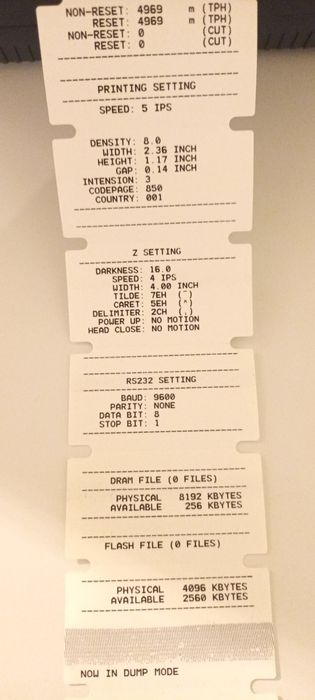 NON-RESET: 4969 m (TPH)
RESET: 4969 m (TPH)
NON-RESET: 0 (CUT)
RESET: 0 (CUT)
PRINTING SETTING
SPEED: 5 IPS
DENSITY: 8.0
WIDTH: 2.36 INCH
HEIGHT: 1.17 INCH
GAP: 0.14 INCH
INTENSION: 3
CODEPAGE: 850
COUNTRY: 001
Z SETTING
DARKNESS: 16.0
SPEED: 4 IPS
WIDTH: 4.00 INCH
TILDE: 7EH (~)
CARET: 5EH (^)
DELIMITER: 2CH (,)
POWER UP: NO MOTION
HEAD CLOSE: NO MOTION
RS232 SETTING
BAUD: 9600
PARITY: NONE
DATA BIT: 8
STOP BIT: 1
DRAM FILE (0 FILES)
PHYSICAL 8192 KBYTES
AVAILABLE 256 KBYTES
FLASH FILE (0 FILES)
PHYSICAL 4096 KBYTES
AVAILABLE 2560 KBYTES
NOW IN DUMP MODE